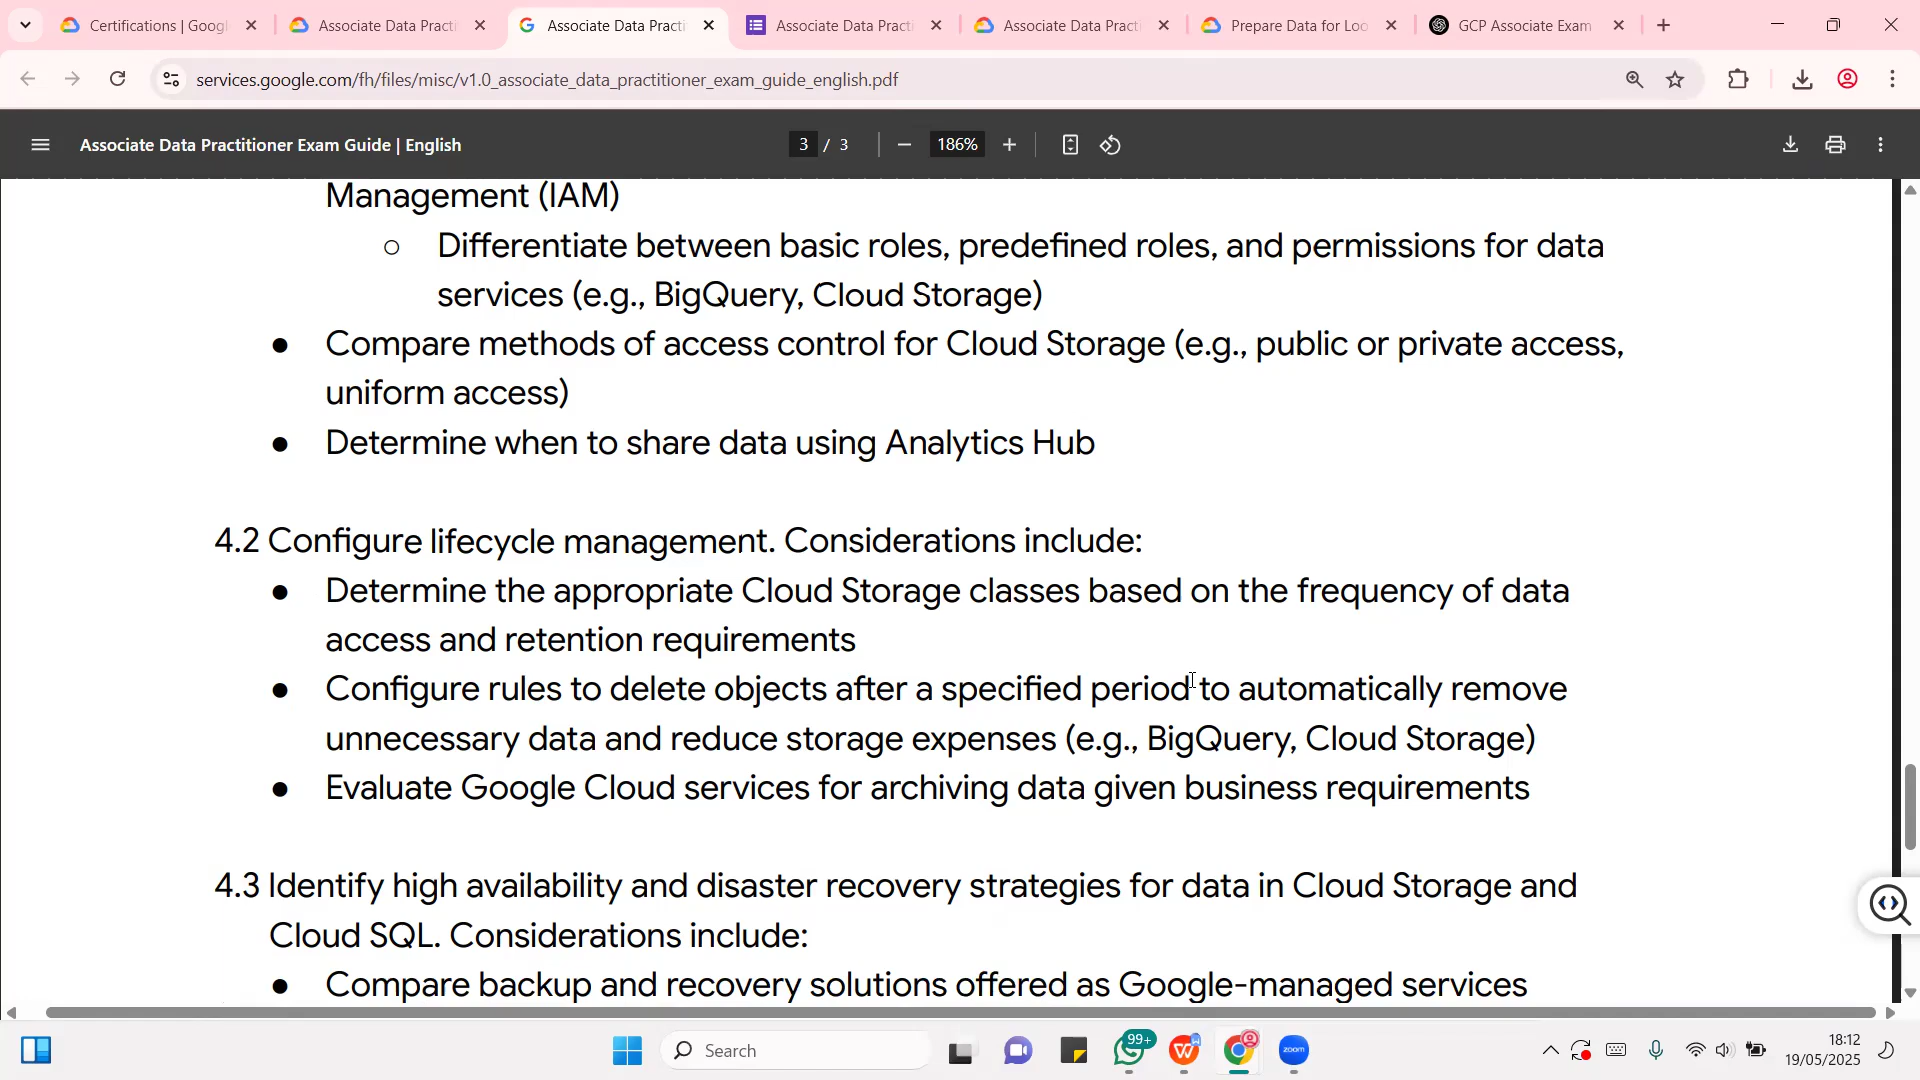 Certifications | Googl
Associate Data Practi
Associate Data Practi
Associate Data Practi
Associate Data Practi
Prepare Data for Loo
GCP Associate Exam
services.google.com/fh/files/misc/v1.0_associate_data_practitioner_exam_guide_english.pdf
Associate Data Practitioner Exam Guide | English
3 / 3
186%
Management (IAM)
○ Differentiate between basic roles, predefined roles, and permissions for data
services (e.g., BigQuery, Cloud Storage)
● Compare methods of access control for Cloud Storage (e.g., public or private access,
uniform access)
● Determine when to share data using Analytics Hub
4.2 Configure lifecycle management. Considerations include:
● Determine the appropriate Cloud Storage classes based on the frequency of data
access and retention requirements
● Configure rules to delete objects after a specified period to automatically remove
unnecessary data and reduce storage expenses (e.g., BigQuery, Cloud Storage)
● Evaluate Google Cloud services for archiving data given business requirements
4.3 Identify high availability and disaster recovery strategies for data in Cloud Storage and
Cloud SQL. Considerations include:
● Compare backup and recovery solutions offered as Google-managed services
Search
99+
zoom
18:12
19/05/2025